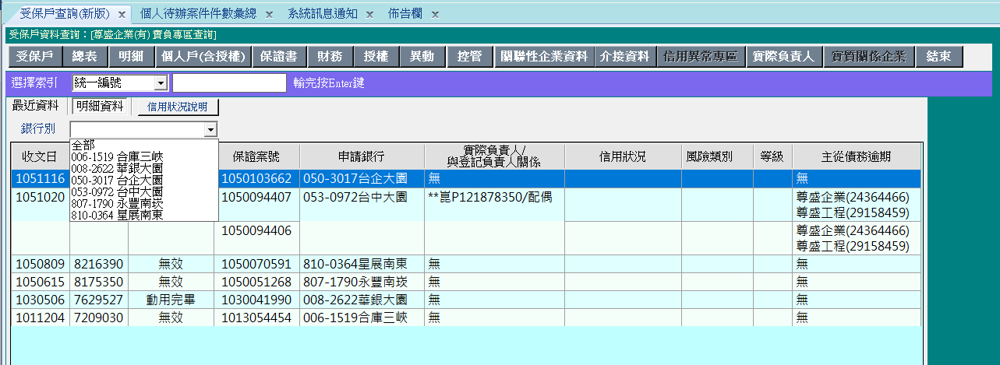 受保戶查詢(新版) × 個人待辦案件件數彙總 × 系統訊息通知 × 佈告欄 ×
受保戶資料查詢：[尊盛企業(有) 實負專區查詢]
受保戶 總表 明細 個人戶(含授權) 保證書 財務 授權 異動 控管 關聯性企業資料 介接資料 信用異常專區 實際負責人 實質關係企業 結束
選擇索引 統一編號 輸完按Enter鍵
最近資料 明細資料 信用狀況說明
銀行別
全部
006-1519 合庫三峽
008-2622 華銀大園
050-3017 台企大園
053-0972 台中大園
807-1790 永豐南崁
810-0364 星展南東
收文日 保證案號 申請銀行 實際負責人/
與登記負責人關係 信用狀況 風險類別 等級 主從債務逾期
1051116 1050103662 050-3017台企大園 無 無
1051020 1050094407 053-0972台中大園 **崑P121878350/配偶 尊盛企業(24364466)
尊盛工程(29158459)
1050094406 尊盛企業(24364466)
尊盛工程(29158459)
1050809 8216390 無效 1050070591 810-0364星展南東 無 無
1050615 8175350 無效 1050051268 807-1790永豐南崁 無 無
1030506 7629527 動用完畢 1030041990 008-2622華銀大園 無 無
1011204 7209030 無效 1013054454 006-1519合庫三峽 無 無